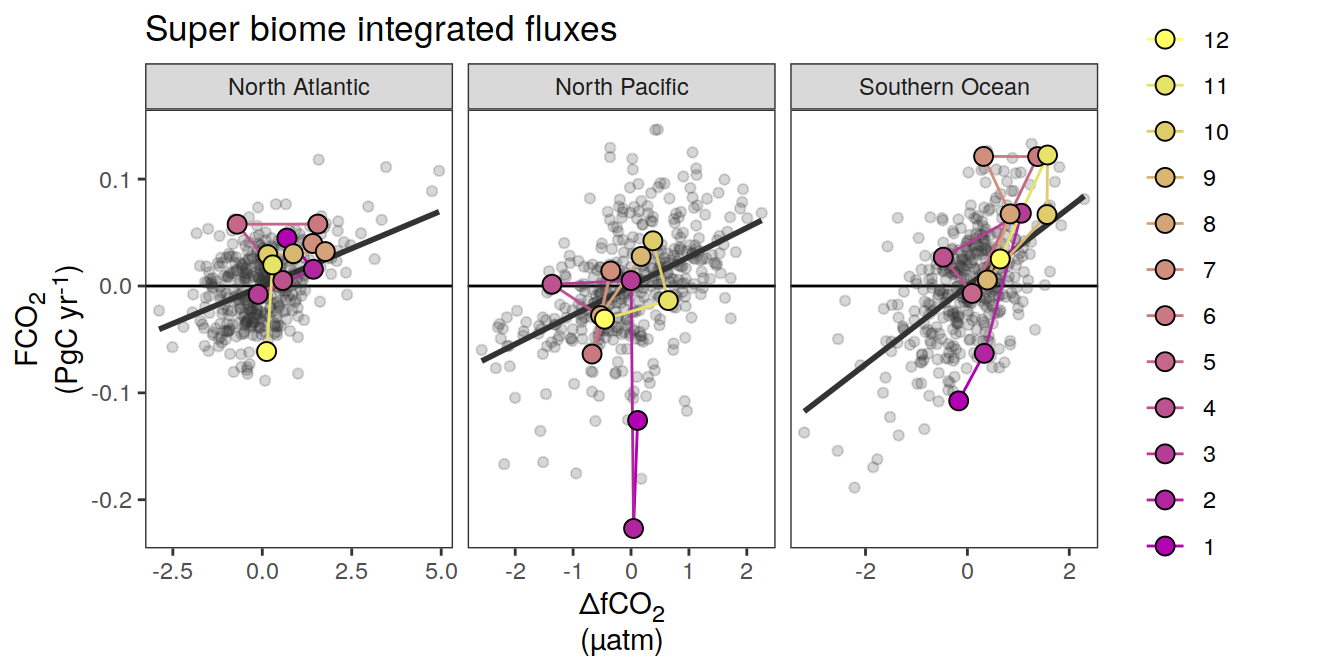 Super biome integrated fluxes
North Atlantic
North Pacific
Southern Ocean
FCO₂
(PgC yr⁻¹)
0.1
0.0
-0.1
-0.2
-2.5 0.0 2.5 5.0
-2 -1 0 1 2
-2 0 2
ΔfCO₂
(µatm)
12
11
10
9
8
7
6
5
4
3
2
1